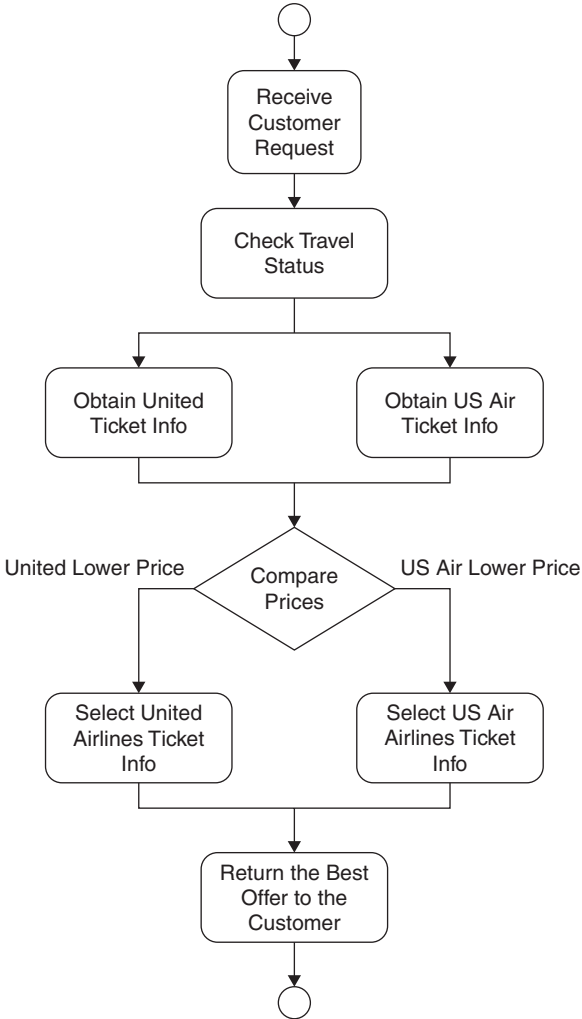 Receive
Customer
Request
Check Travel
Status
Obtain United
Ticket Info
Obtain US Air
Ticket Info
United Lower Price
Compare
Prices
US Air Lower Price
Select United
Airlines Ticket
Info
Select US Air
Airlines Ticket
Info
Return the Best
Offer to the
Customer